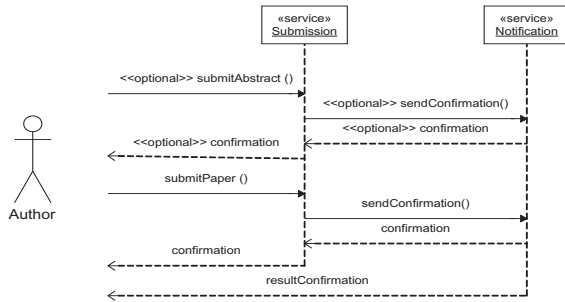 «service»
Submission
«service»
Notification
<<optional>> submitAbstract ()
<<optional>> sendConfirmation()
<<optional>> confirmation
<<optional>> confirmation
submitPaper ()
Author
sendConfirmation()
confirmation
confirmation
resultConfirmation